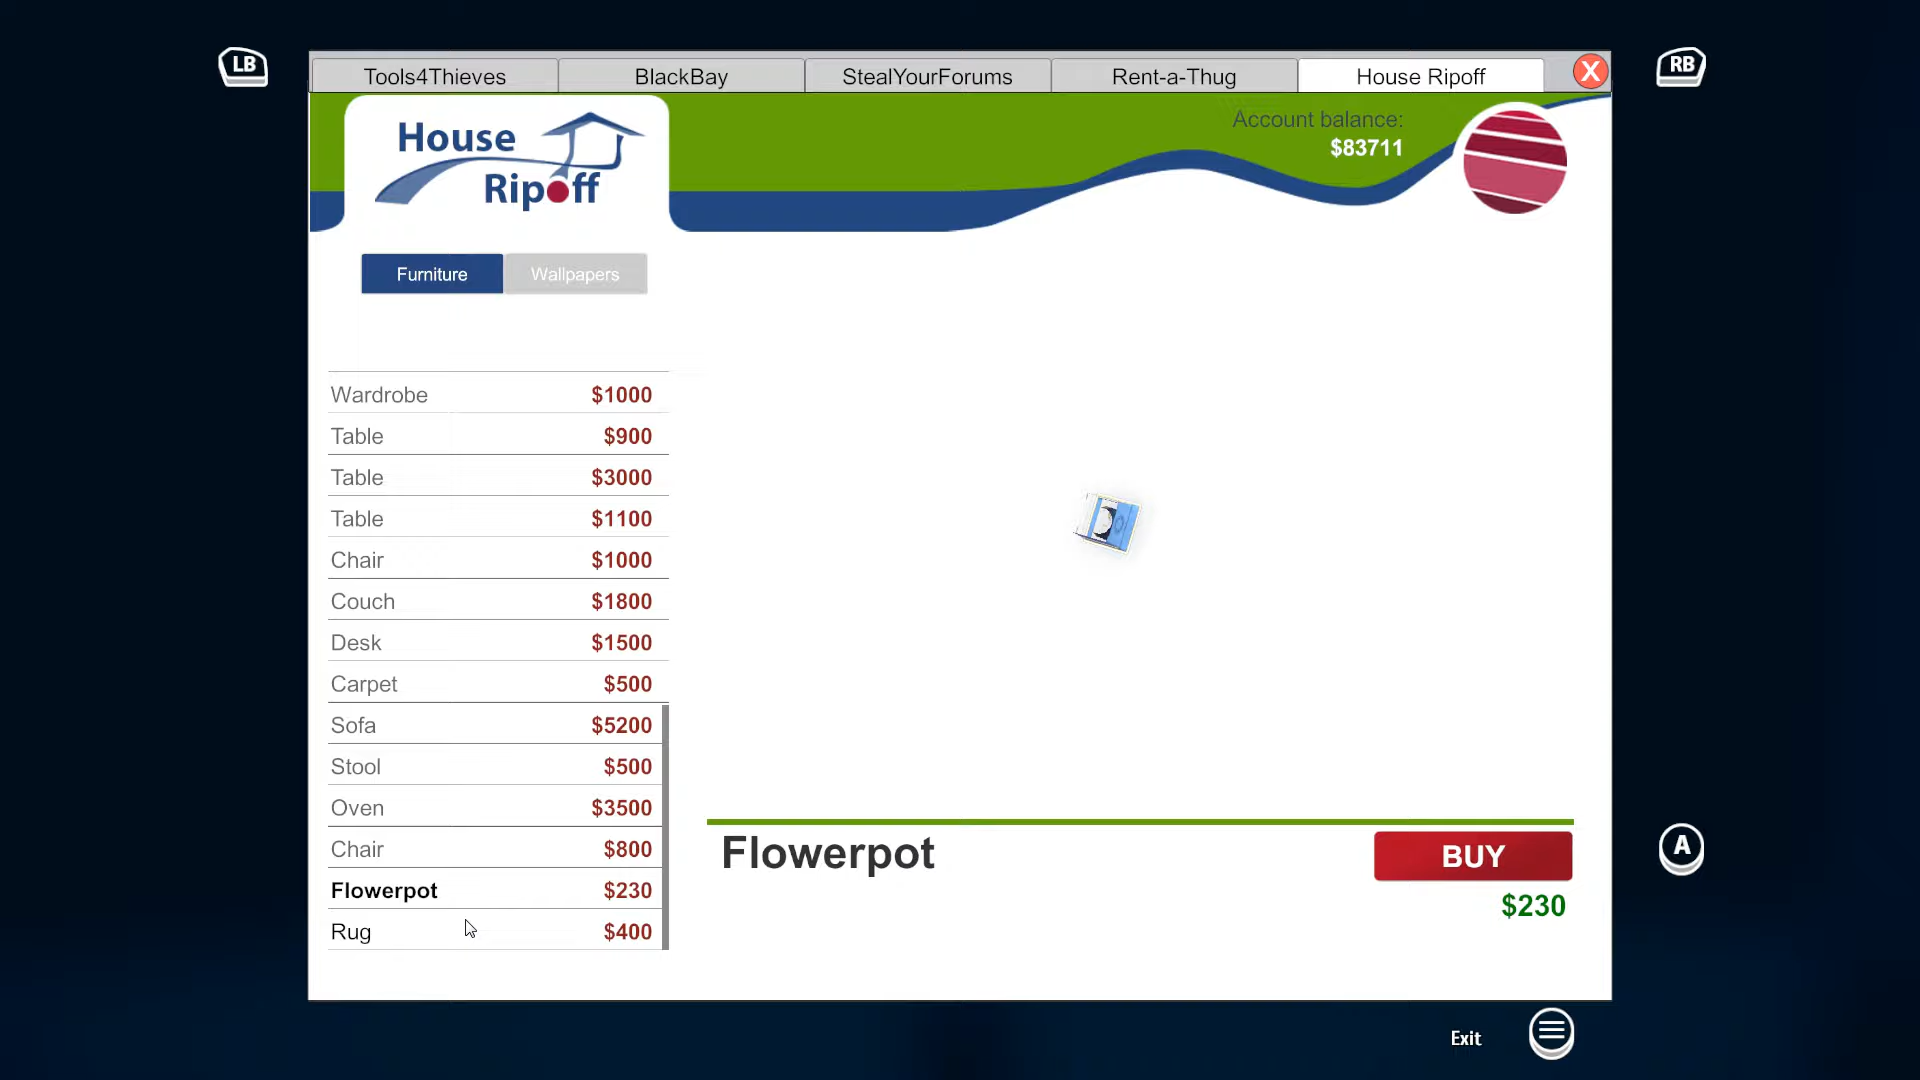 LB
RB
Tools4Thieves
BlackBay
StealYourForums
Rent-a-Thug
House Ripoff
X
House
Ripoff
Account balance:
$83711
Furniture
Wallpapers
Wardrobe $1000
Table $900
Table $3000
Table $1100
Chair $1000
Couch $1800
Desk $1500
Carpet $500
Sofa $5200
Stool $500
Oven $3500
Chair $800
Flowerpot $230
Rug $400
Flowerpot
BUY
$230
A
Exit